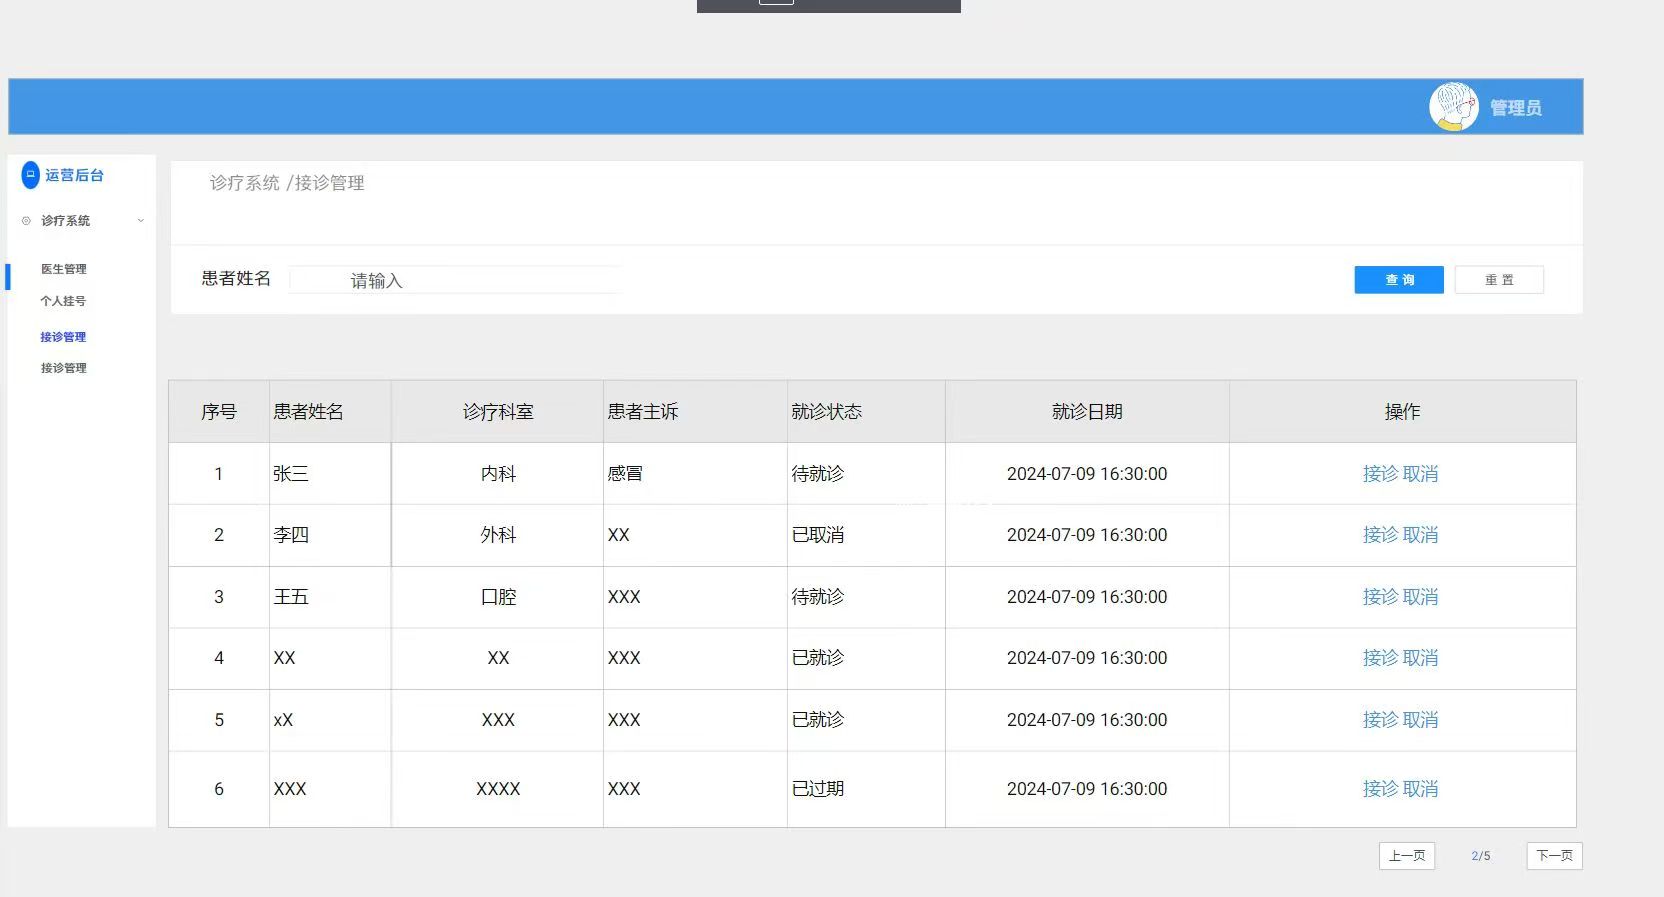 管理员
运营后台
诊疗系统
医生管理
个人挂号
接诊管理
接诊管理
诊疗系统 /接诊管理
患者姓名 请输入 查 询 重 置
序号 患者姓名 诊疗科室 患者主诉 就诊状态 就诊日期 操作
1 张三 内科 感冒 待就诊 2024-07-09 16:30:00 接诊 取消
2 李四 外科 XX 已取消 2024-07-09 16:30:00 接诊 取消
3 王五 口腔 XXX 待就诊 2024-07-09 16:30:00 接诊 取消
4 XX XX XXX 已就诊 2024-07-09 16:30:00 接诊 取消
5 xX XXX XXX 已就诊 2024-07-09 16:30:00 接诊 取消
6 XXX XXXX XXX 已过期 2024-07-09 16:30:00 接诊 取消
上一页 2/5 下一页